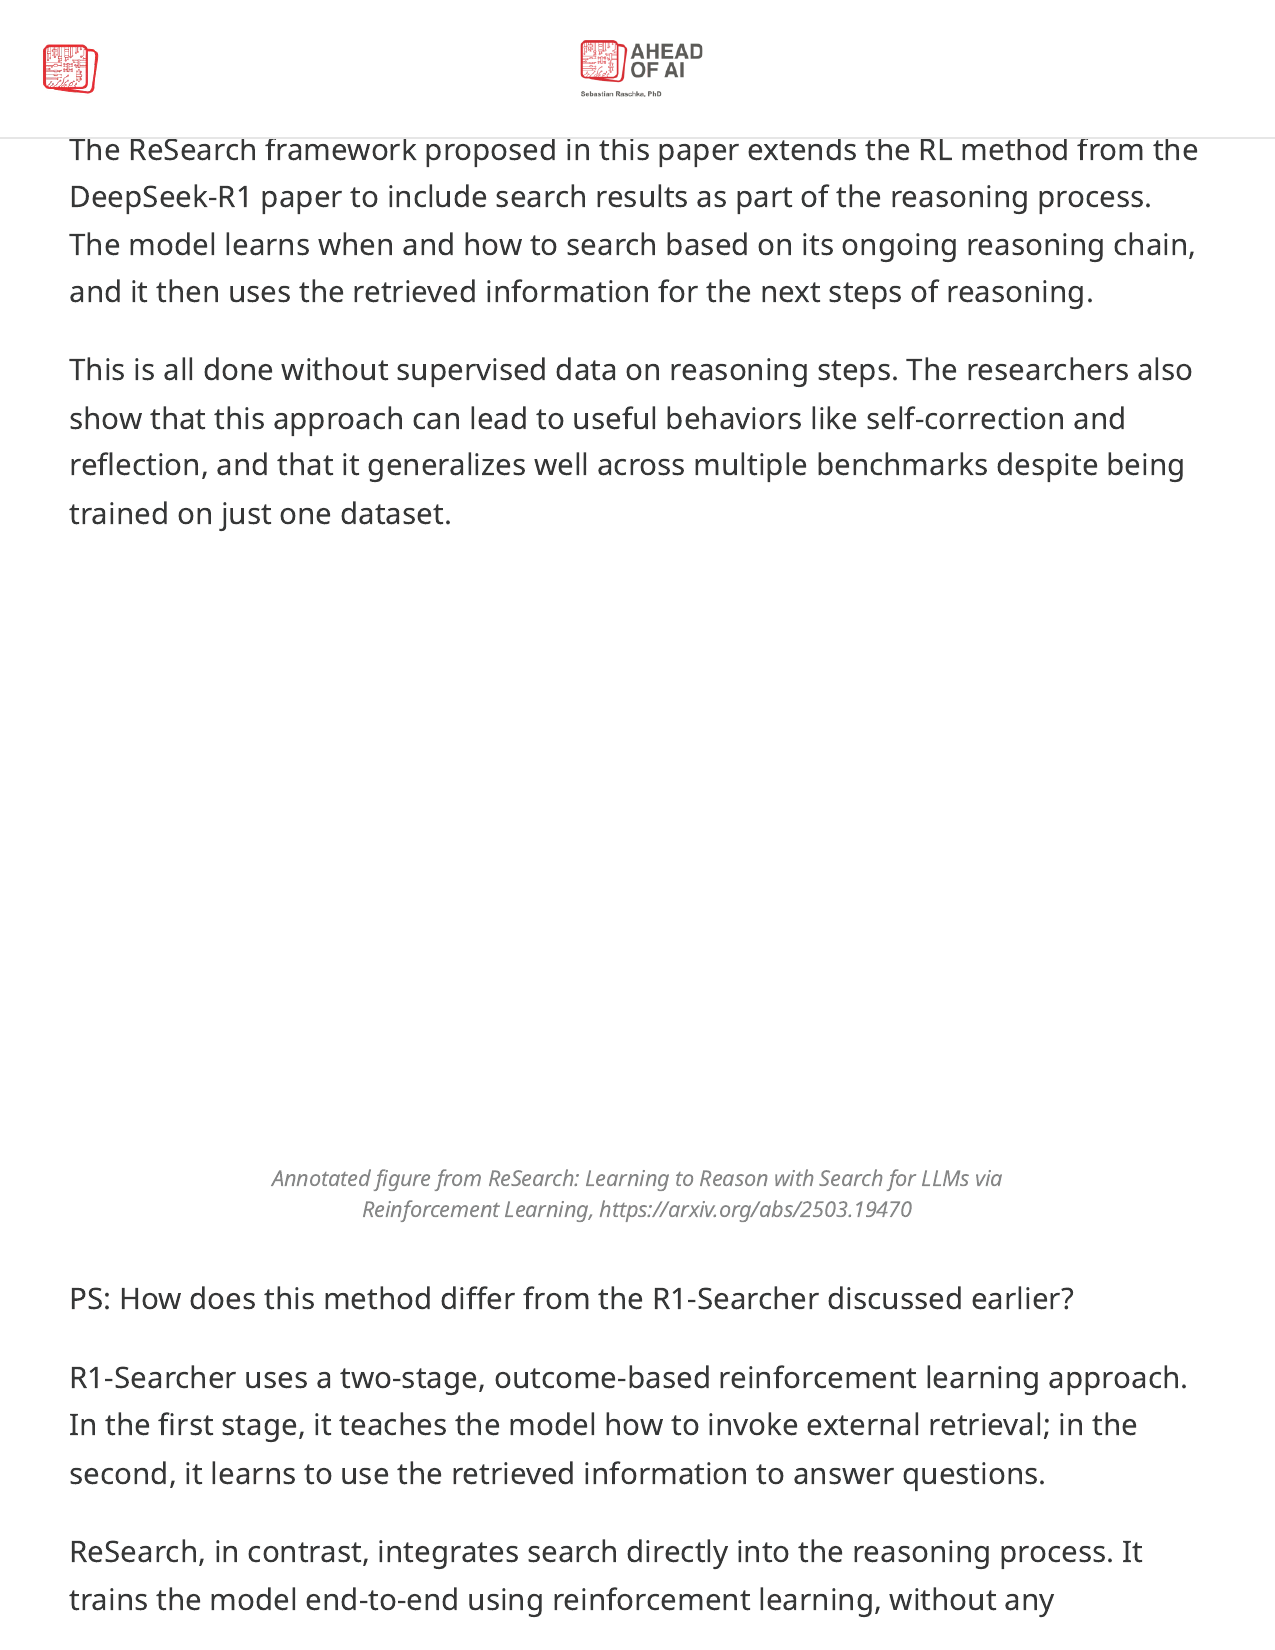 AHEAD
OF AI
Sebastian Raschka, PhD
The ReSearch framework proposed in this paper extends the RL method from the
DeepSeek-R1 paper to include search results as part of the reasoning process.
The model learns when and how to search based on its ongoing reasoning chain,
and it then uses the retrieved information for the next steps of reasoning.
This is all done without supervised data on reasoning steps. The researchers also
show that this approach can lead to useful behaviors like self-correction and
reflection, and that it generalizes well across multiple benchmarks despite being
trained on just one dataset.
Annotated figure from ReSearch: Learning to Reason with Search for LLMs via
Reinforcement Learning, https://arxiv.org/abs/2503.19470
PS: How does this method differ from the R1-Searcher discussed earlier?
R1-Searcher uses a two-stage, outcome-based reinforcement learning approach.
In the first stage, it teaches the model how to invoke external retrieval; in the
second, it learns to use the retrieved information to answer questions.
ReSearch, in contrast, integrates search directly into the reasoning process. It
trains the model end-to-end using reinforcement learning, without any